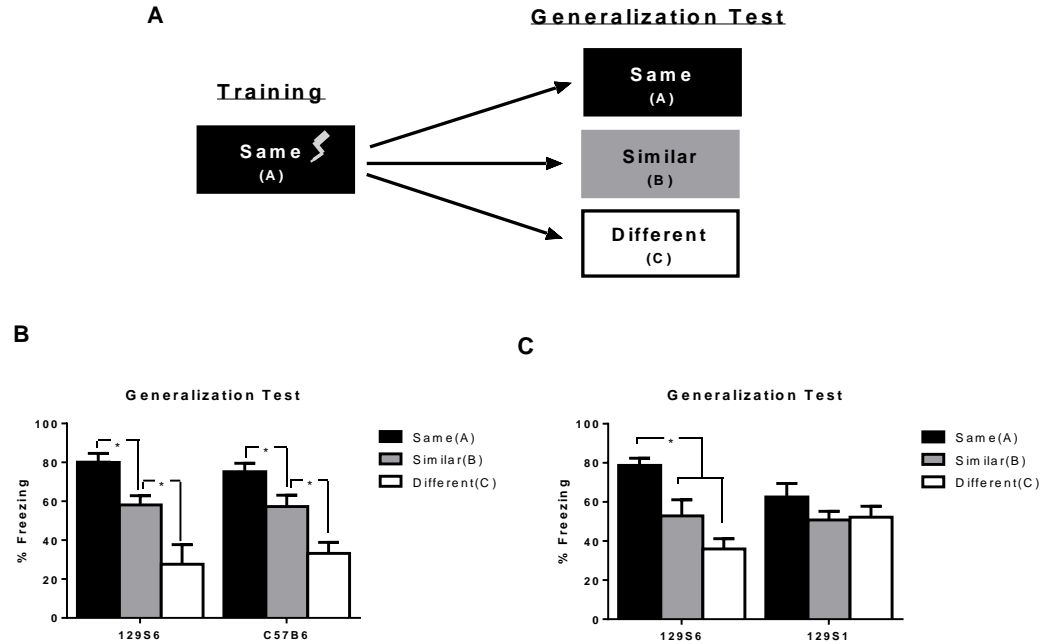 A
Generalization Test
Training
Same
(A)
Same
(A)
Similar
(B)
Different
(C)
B
Generalization Test
% Freezing
100
80
60
40
20
0
*
*
*
*
129S6
C57B6
Same(A)
Similar(B)
Different(C)
C
Generalization Test
% Freezing
100
80
60
40
20
0
*
129S6
129S1
Same(A)
Similar(B)
Different(C)